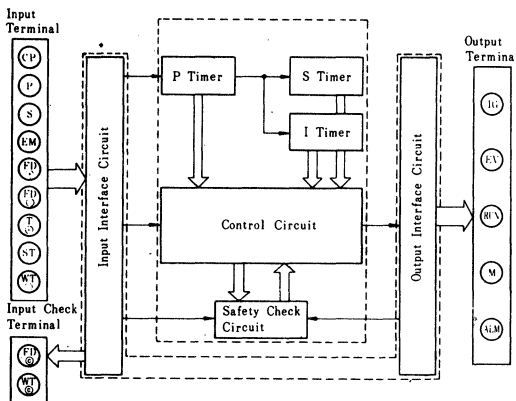 Input
Terminal
CP
P
S
EM
FD
FD
T
ST
WT
Input Check
Terminal
FD
C
WT
C
Input Interface Circuit
P Timer
S Timer
I Timer
Control Circuit
Safety Check
Circuit
Output Interface Circuit
Output
Termina
IG
EV
RUN
M
ALM